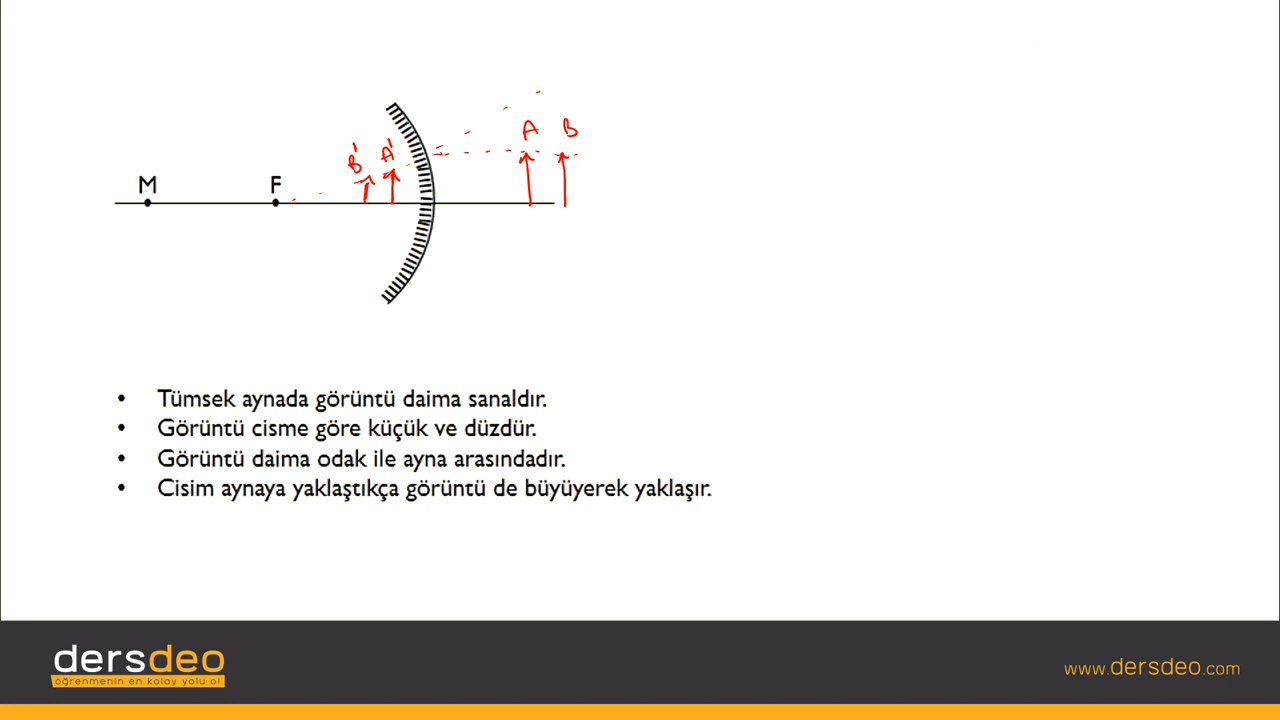 A B
B' A'
M F
• Tümsek aynada görüntü daima sanaldır.
• Görüntü cisme göre küçük ve düzdür.
• Görüntü daima odak ile ayna arasındadır.
• Cisim aynaya yaklaştıkça görüntü de büyüyerek yaklaşır.
dersdeo
öğrenmenin en kolay yolu o!
www.dersdeo.com